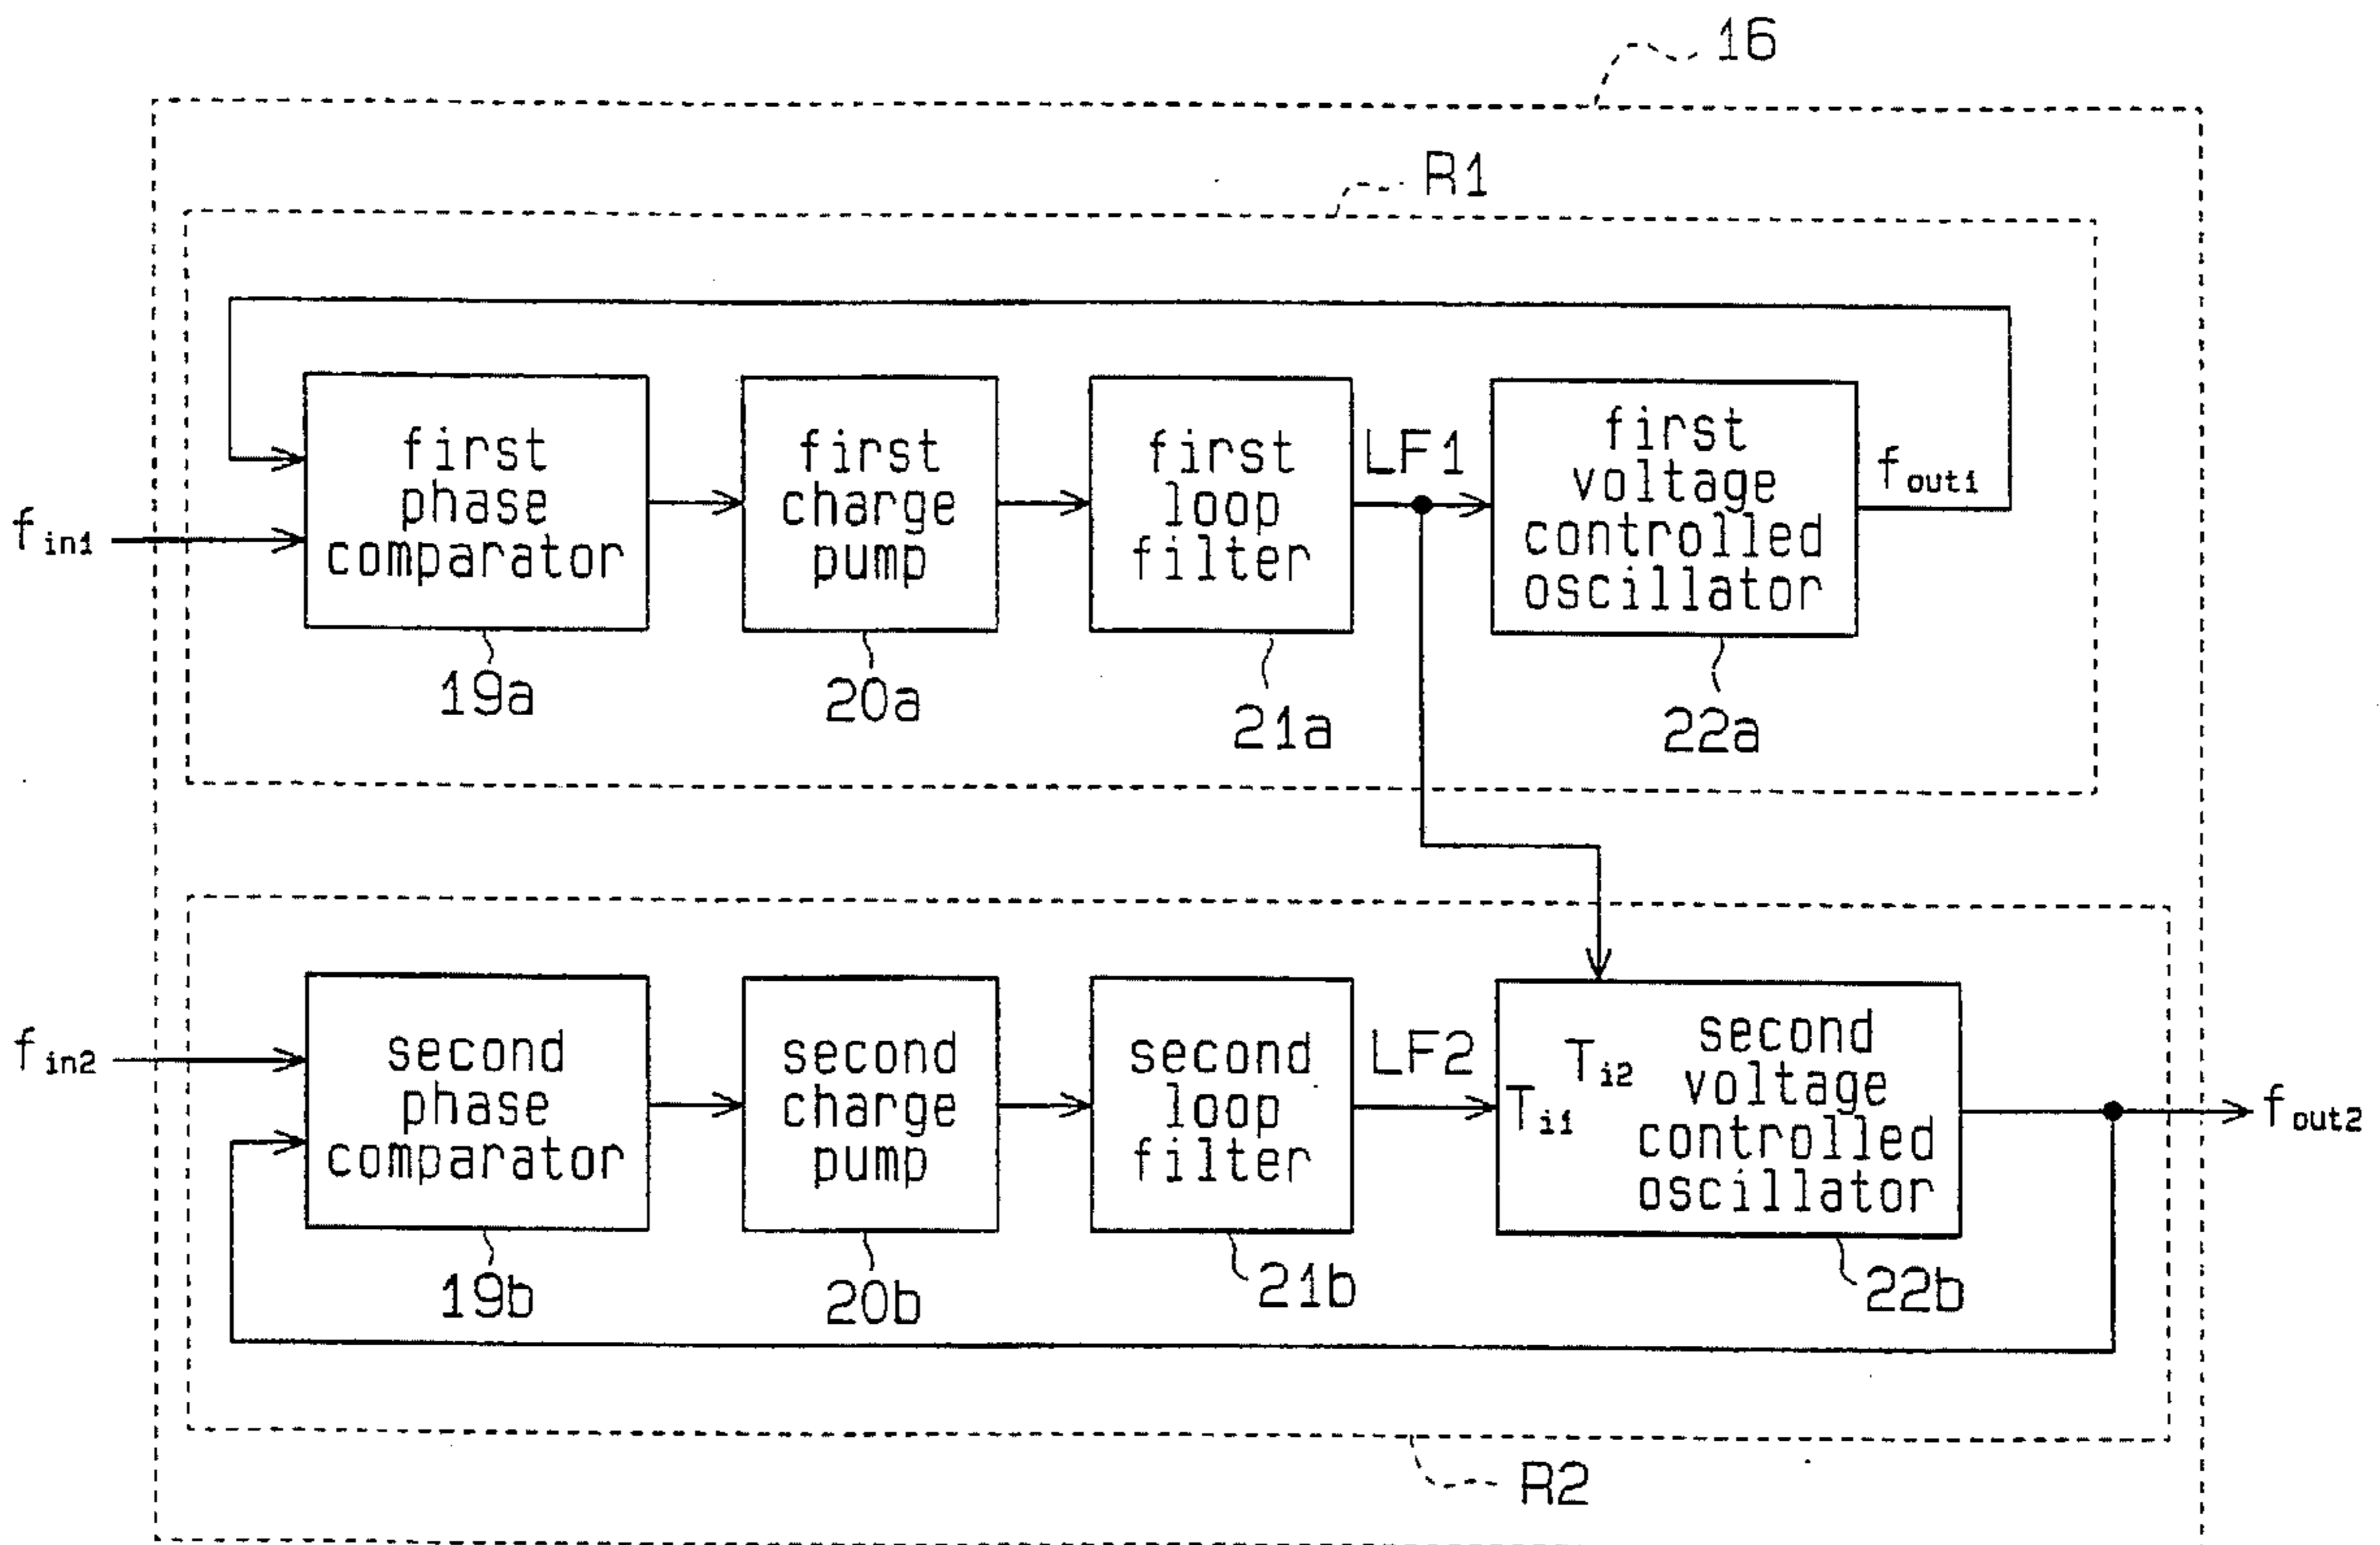 16
R1
first
phase
comparator
first
charge
pump
first
loop
filter
LF1
first
voltage
controlled
oscillator
fout1
fin1
19a
20a
21a
22a
fin2
second
phase
comparator
second
charge
pump
second
loop
filter
LF2
Ti2
Ti1
second
voltage
controlled
oscillator
fout2
19b
20b
21b
22b
R2